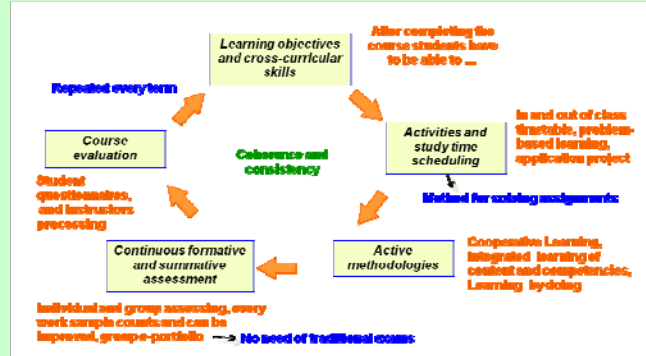 Learning objectives
and cross-curricular
skills
After completing the
course students have
to be able to ...
Repeated every term
Course
evaluation
Coherence and
consistency
Activities and
study time
scheduling
In and out of class
timetable, problem-
based learning,
application project
Student
questionnaires,
and instructors
processing
Method for solving assignments
Continuous formative
and summative
assessment
Active
methodologies
Cooperative Learning,
Integrated learning of
content and competencies,
Learning by doing
Individual and group assessing, every
work sample counts and can be
improved, group e-portfolio
No need of traditional exams